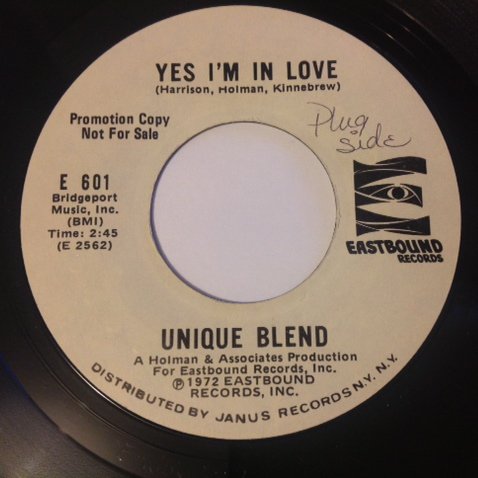 YES I'M IN LOVE
(Harrison, Holman, Kinnebrew)
Promotion Copy
Not For Sale
Plug
side
E 601
Bridgeport
Music, Inc.
(BMI)
Time: 2:45
(E 2562)
EASTBOUND
RECORDS
UNIQUE BLEND
A Holman & Associates Production
For Eastbound Records, Inc.
Ⓟ1972 EASTBOUND
RECORDS, INC.
DISTRIBUTED BY JANUS RECORDS N.Y. N.Y.